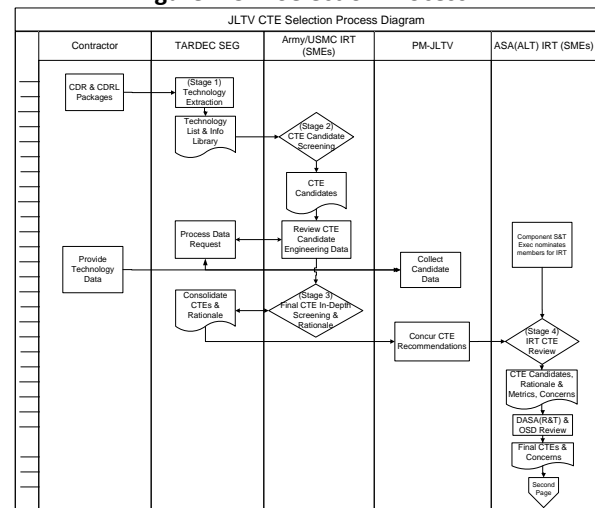 JLTV CTE Selection Process Diagram
Contractor
TARDEC SEG
Army/USMC IRT
(SMEs)
PM-JLTV
ASA(ALT) IRT (SMEs)
CDR & CDRL
Packages
(Stage 1)
Technology
Extraction
Technology
List & Info
Library
(Stage 2)
CTE Candidate
Screening
CTE
Candidates
Process Data
Request
Review CTE
Candidate
Engineering Data
Component S&T
Exec nominates
members for IRT
Provide
Technology
Data
Collect
Candidate
Data
Consolidate
CTEs &
Rationale
(Stage 3)
Final CTE In-Depth
Screening &
Rationale
Concur CTE
Recommendations
(Stage 4)
IRT CTE
Review
CTE Candidates,
Rationale &
Metrics, Concerns
DASA(R&T) &
OSD Review
Final CTEs &
Concerns
Second
Page